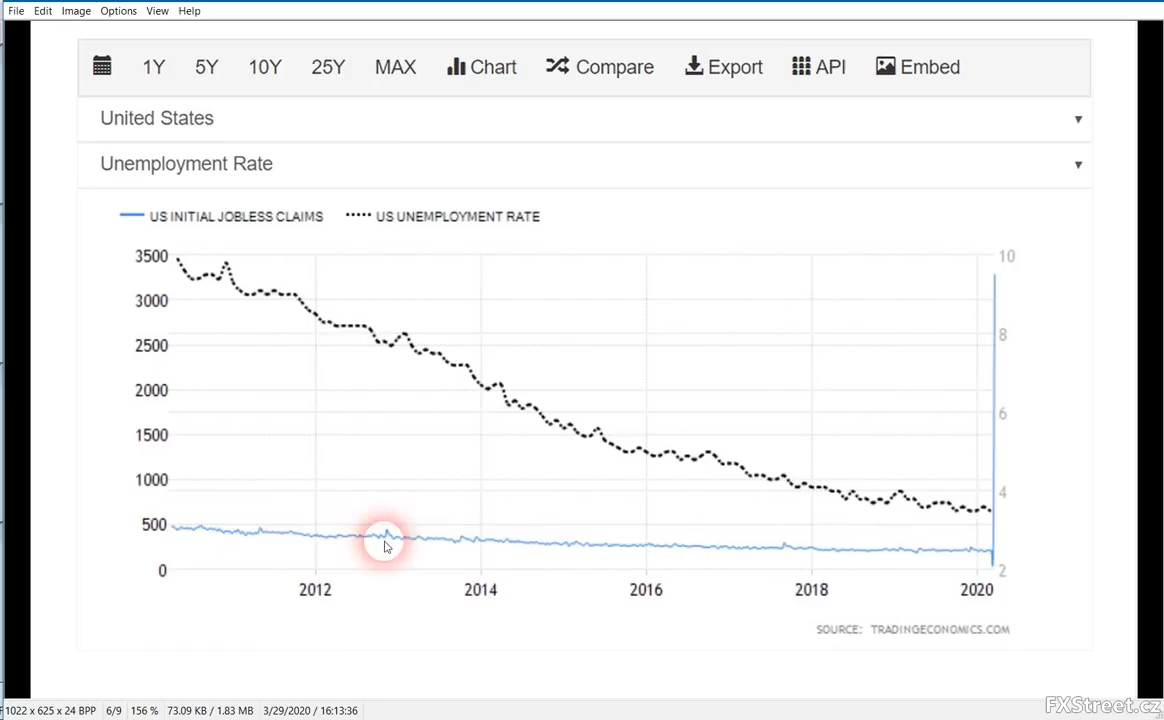 File Edit Image Options View Help
1Y 5Y 10Y 25Y MAX Chart Compare Export API Embed
United States
Unemployment Rate
US INITIAL JOBLESS CLAIMS US UNEMPLOYMENT RATE
3500 10
3000
2500 8
2000
1500 6
1000 4
500
0 2
2012 2014 2016 2018 2020
SOURCE: TRADINGECONOMICS.COM
1022 x 625 x 24 BPP 6/9 156 % 73.09 KB / 1.83 MB 3/29/2020 / 16:13:36
FXStreet.cz